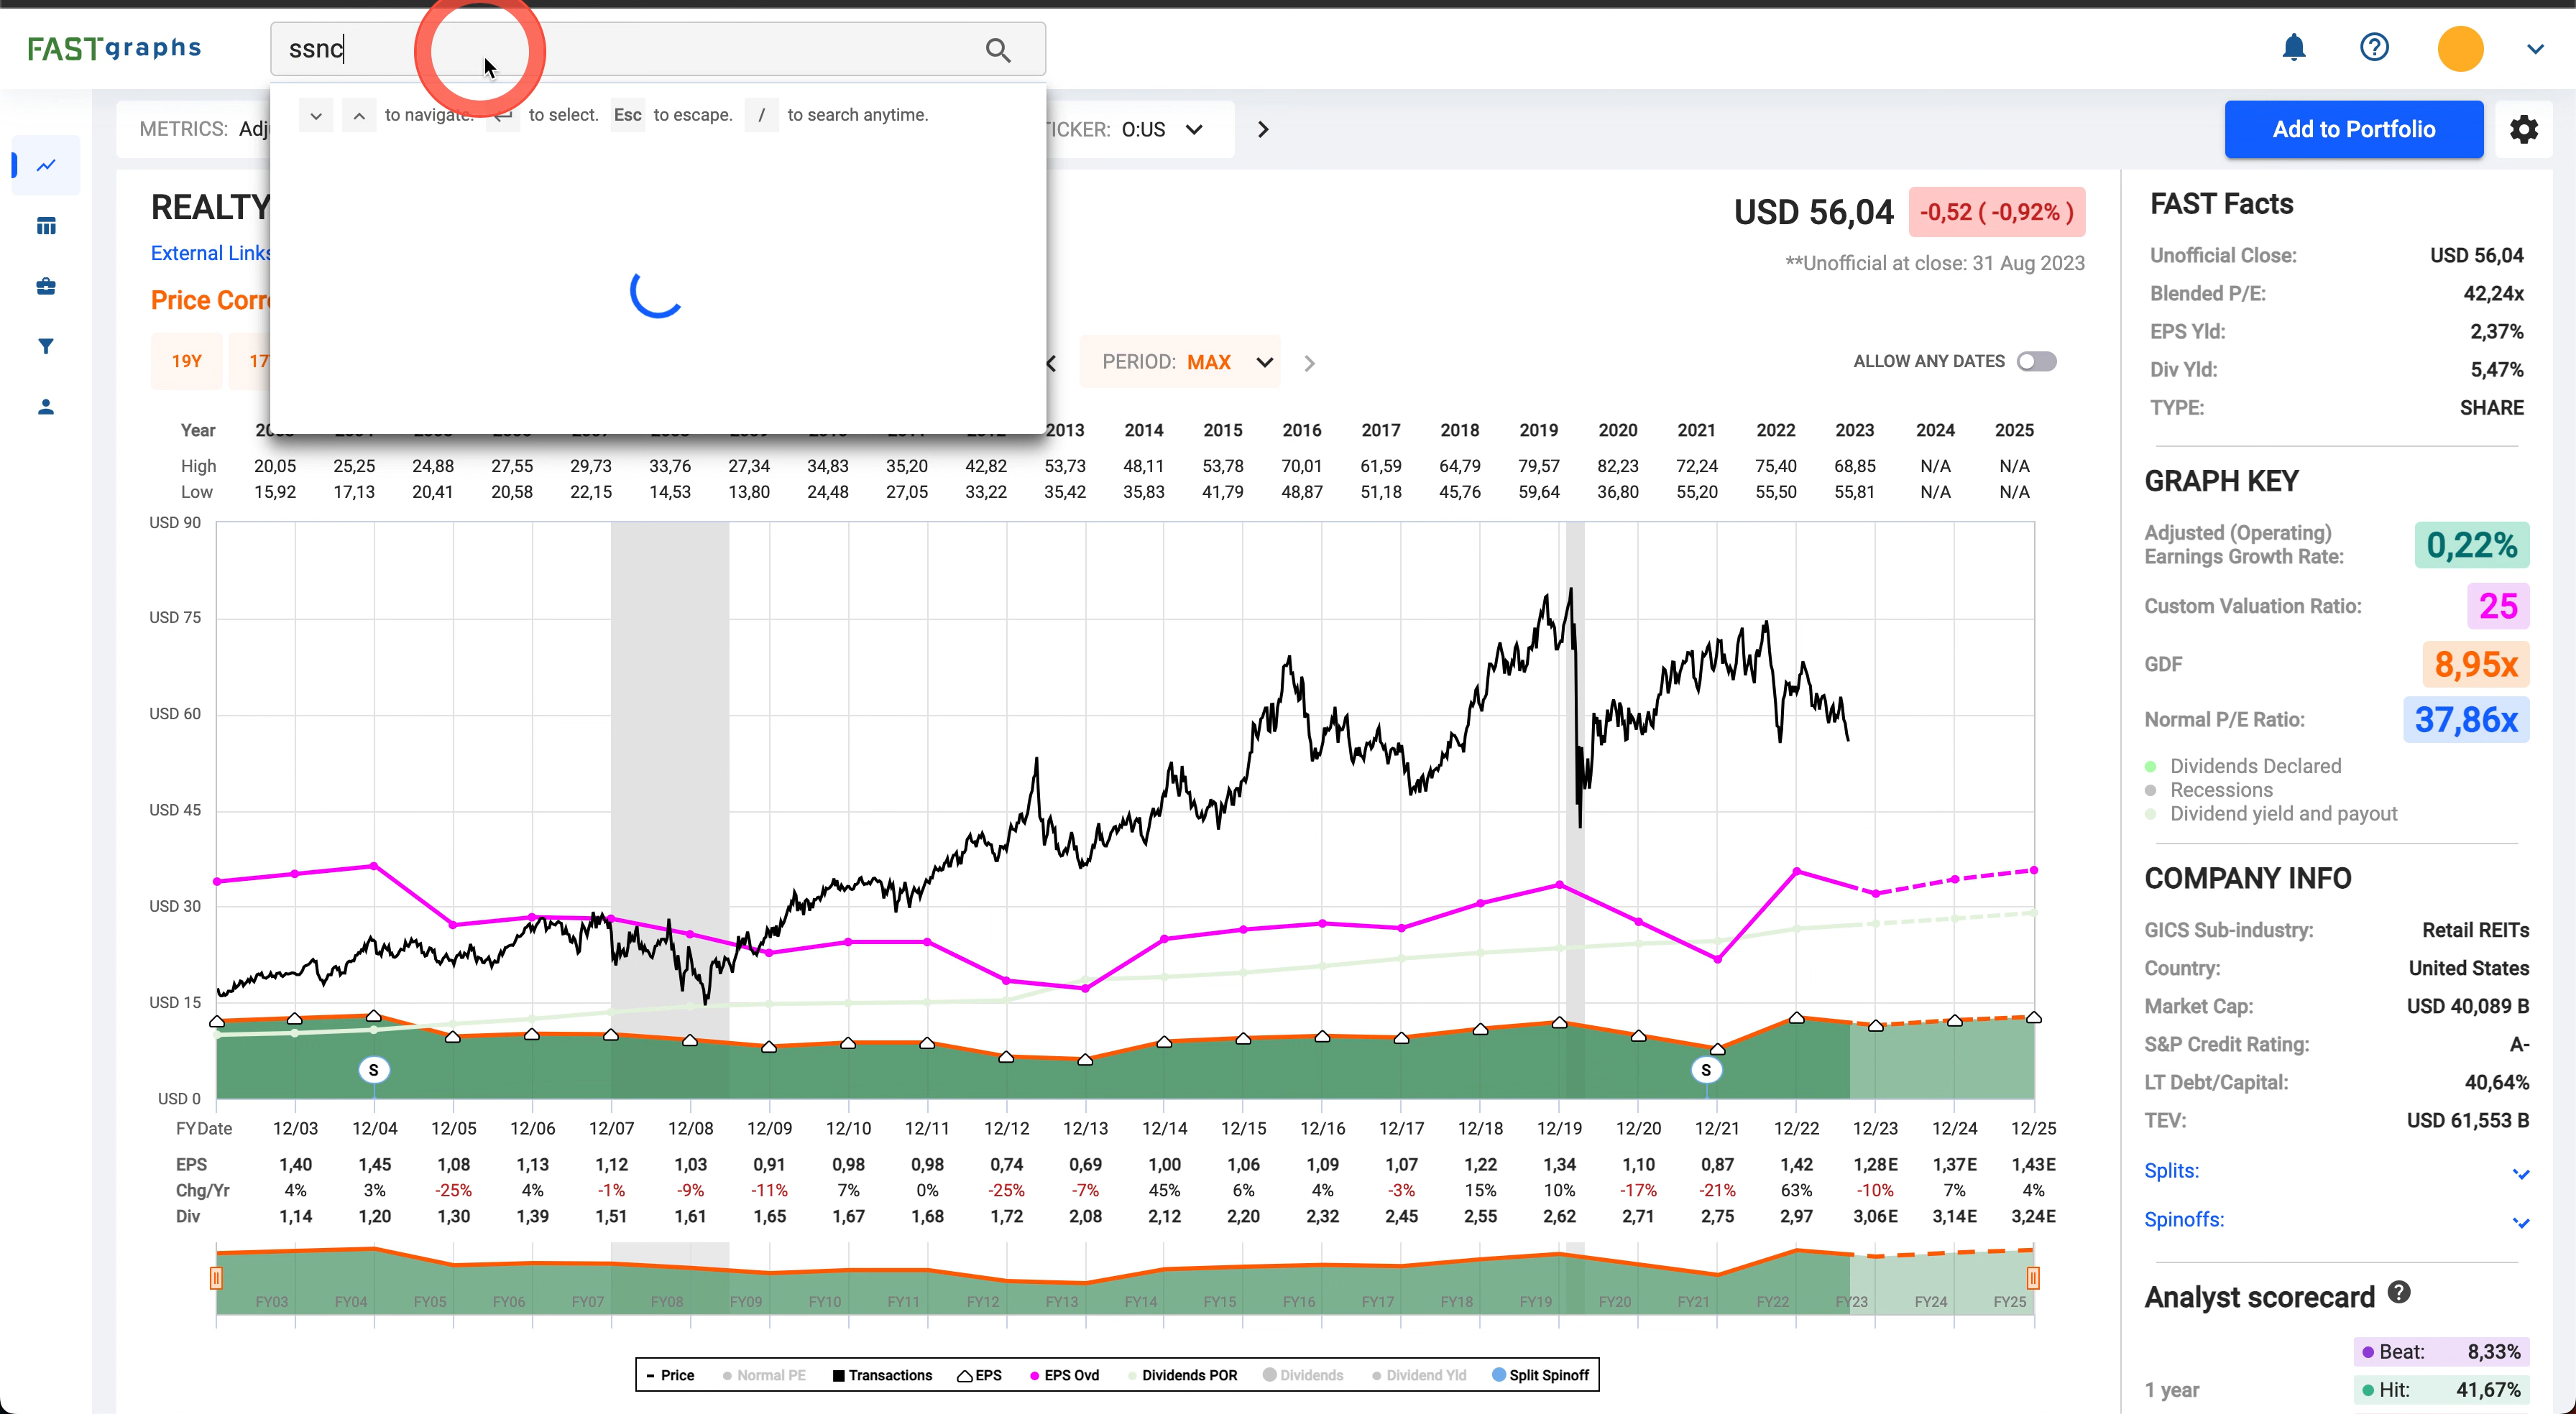 FASTgraphs
ssnc
to navigate. to select. Esc to escape. / to search anytime.
METRICS: Adj
TICKER: O:US
Add to Portfolio
REALTY
External Links
Price Corre
USD 56,04 -0,52 ( -0,92% )
**Unofficial at close: 31 Aug 2023
19Y
PERIOD: MAX
ALLOW ANY DATES
Year 2013 2014 2015 2016 2017 2018 2019 2020 2021 2022 2023 2024 2025
High 20,05 25,25 24,88 27,55 29,73 33,76 27,34 34,83 35,20 42,82 53,73 48,11 53,78 70,01 61,59 64,79 79,57 82,23 72,24 75,40 68,85 N/A N/A
Low 15,92 17,13 20,41 20,58 22,15 14,53 13,80 24,48 27,05 33,22 35,42 35,83 41,79 48,87 51,18 45,76 59,64 36,80 55,20 55,50 55,81 N/A N/A
USD 90
USD 75
USD 60
USD 45
USD 30
USD 15
USD 0
S S
FYDate 12/03 12/04 12/05 12/06 12/07 12/08 12/09 12/10 12/11 12/12 12/13 12/14 12/15 12/16 12/17 12/18 12/19 12/20 12/21 12/22 12/23 12/24 12/25
EPS 1,40 1,45 1,08 1,13 1,12 1,03 0,91 0,98 0,98 0,74 0,69 1,00 1,06 1,09 1,07 1,22 1,34 1,10 0,87 1,42 1,28E 1,37E 1,43E
Chg/Yr 4% 3% -25% 4% -1% -9% -11% 7% 0% -25% -7% 45% 6% 4% -3% 15% 10% -17% -21% 63% -10% 7% 4%
Div 1,14 1,20 1,30 1,39 1,51 1,61 1,65 1,67 1,68 1,72 2,08 2,12 2,20 2,32 2,45 2,55 2,62 2,71 2,75 2,97 3,06E 3,14E 3,24E
FY03 FY04 FY05 FY06 FY07 FY08 FY09 FY10 FY11 FY12 FY13 FY14 FY15 FY16 FY17 FY18 FY19 FY20 FY21 FY22 FY23 FY24 FY25
Price Normal PE Transactions EPS EPS Ovd Dividends POR Dividends Dividend Yld Split Spinoff
FAST Facts
Unofficial Close: USD 56,04
Blended P/E: 42,24x
EPS Yld: 2,37%
Div Yld: 5,47%
TYPE: SHARE
GRAPH KEY
Adjusted (Operating)
Earnings Growth Rate: 0,22%
Custom Valuation Ratio: 25
GDF 8,95x
Normal P/E Ratio: 37,86x
Dividends Declared
Recessions
Dividend yield and payout
COMPANY INFO
GICS Sub-industry: Retail REITs
Country: United States
Market Cap: USD 40,089 B
S&P Credit Rating: A-
LT Debt/Capital: 40,64%
TEV: USD 61,553 B
Splits:
Spinoffs:
Analyst scorecard
Beat: 8,33%
1 year Hit: 41,67%